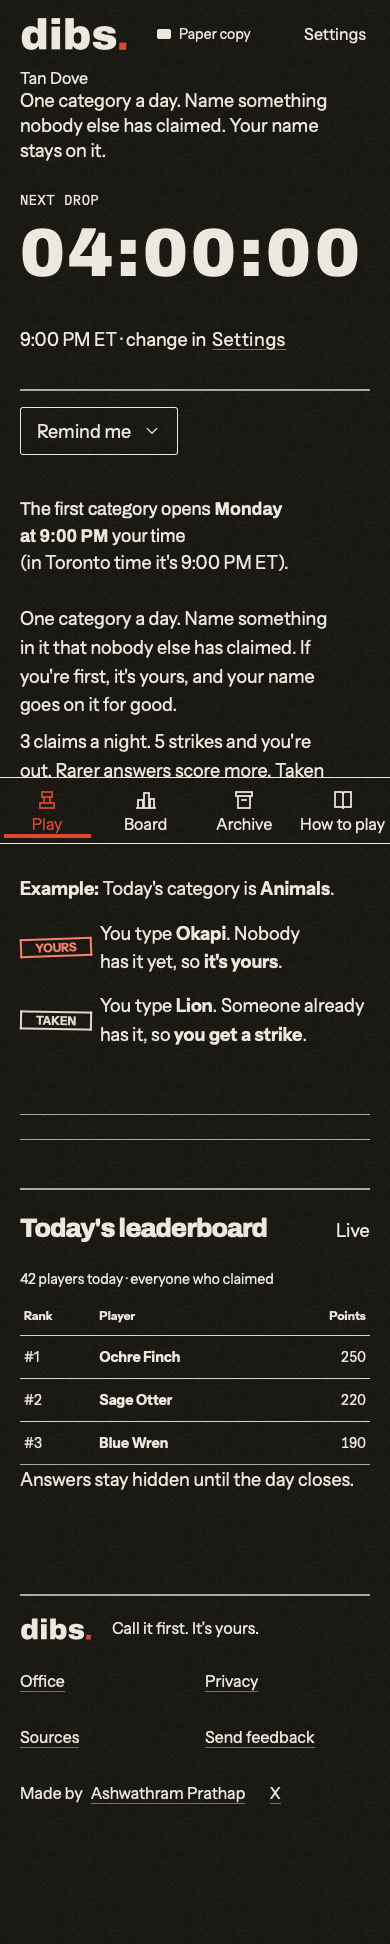 dibs.
Paper copy
Settings
Tan Dove
One category a day. Name something
nobody else has claimed. Your name
stays on it.
NEXT DROP
04:00:00
9:00 PM ET · change in Settings
Remind me
The first category opens Monday
at 9:00 PM your time
(in Toronto time it's 9:00 PM ET).
One category a day. Name something
in it that nobody else has claimed. If
you're first, it's yours, and your name
goes on it for good.
3 claims a night. 5 strikes and you're
out. Rarer answers score more. Taken
Play
Board
Archive
How to play
Example: Today's category is Animals.
YOURS
You type Okapi. Nobody
has it yet, so it's yours.
TAKEN
You type Lion. Someone already
has it, so you get a strike.
Today's leaderboard
Live
42 players today · everyone who claimed
Rank Player Points
#1 Ochre Finch 250
#2 Sage Otter 220
#3 Blue Wren 190
Answers stay hidden until the day closes.
dibs. Call it first. It's yours.
Office Privacy
Sources Send feedback
Made by Ashwathram Prathap X